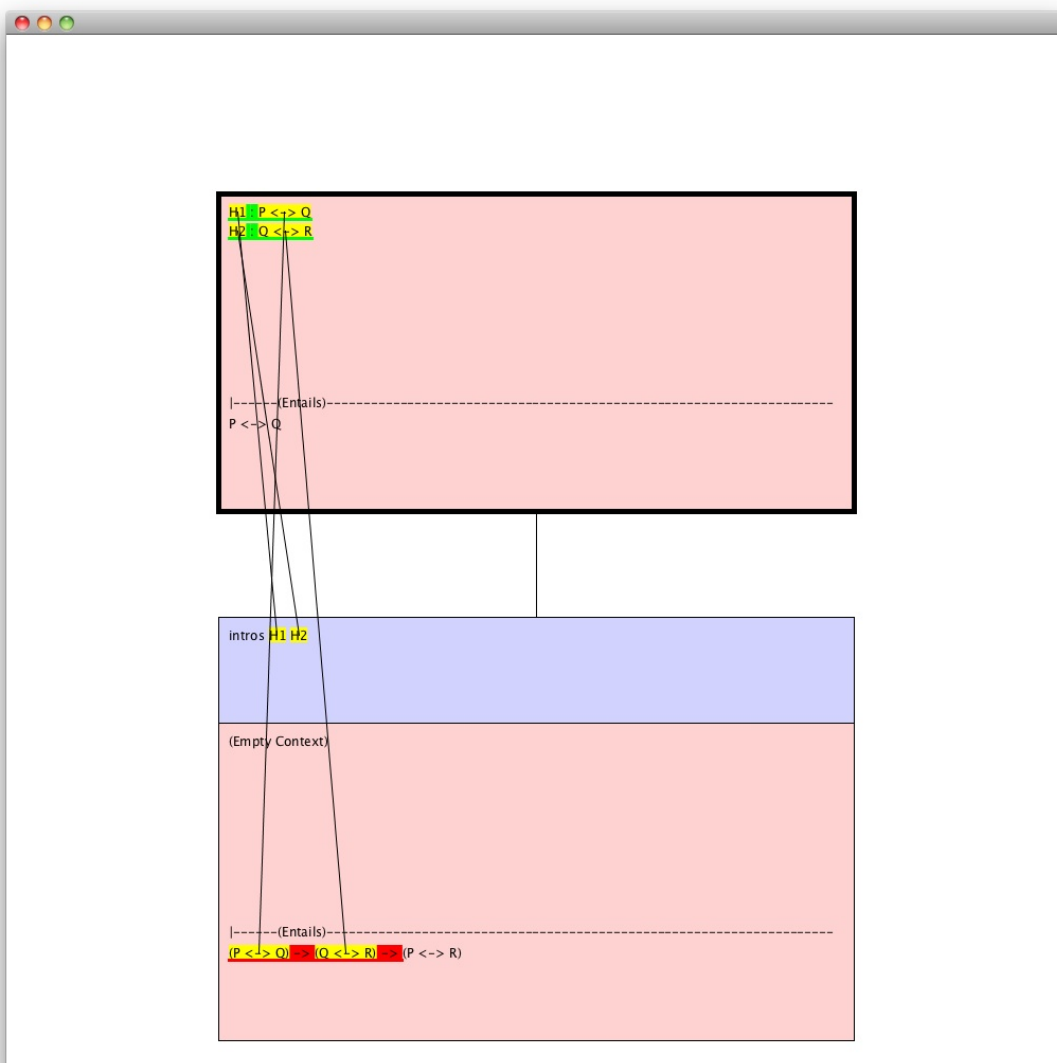 H1 : P <-> Q
H2 : Q <-> R
|------(Entails)---------------------------------------------------------------------
P <-> Q
intros H1 H2
(Empty Context)
|------(Entails)---------------------------------------------------------------------
(P <-> Q) -> (Q <-> R) -> (P <-> R)